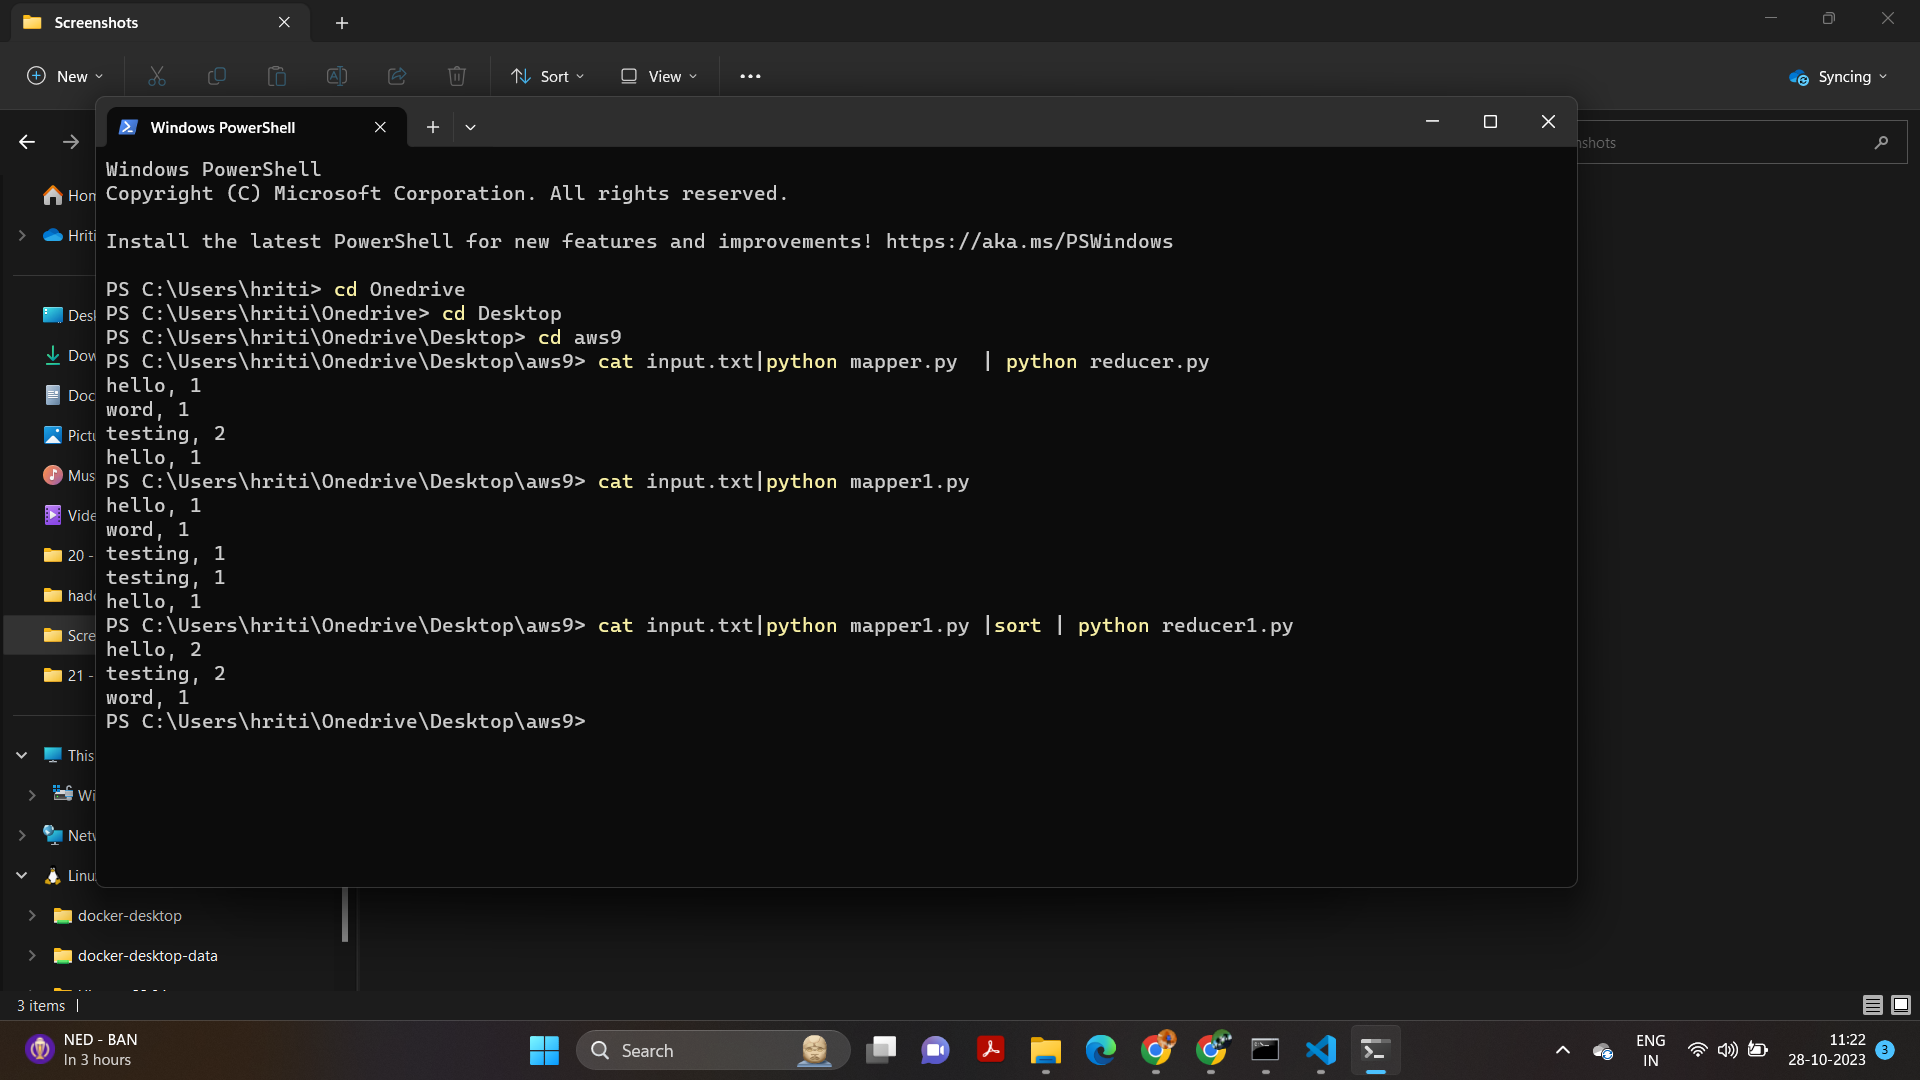 Screenshots
New
Sort
View
Syncing
Windows PowerShell
Windows PowerShell
Copyright (C) Microsoft Corporation. All rights reserved.
Install the latest PowerShell for new features and improvements! https://aka.ms/PSWindows
PS C:\Users\hriti> cd Onedrive
PS C:\Users\hriti\Onedrive> cd Desktop
PS C:\Users\hriti\Onedrive\Desktop> cd aws9
PS C:\Users\hriti\Onedrive\Desktop\aws9> cat input.txt|python mapper.py  | python reducer.py
hello, 1
word, 1
testing, 2
hello, 1
PS C:\Users\hriti\Onedrive\Desktop\aws9> cat input.txt|python mapper1.py
hello, 1
word, 1
testing, 1
testing, 1
hello, 1
PS C:\Users\hriti\Onedrive\Desktop\aws9> cat input.txt|python mapper1.py |sort | python reducer1.py
hello, 2
testing, 2
word, 1
PS C:\Users\hriti\Onedrive\Desktop\aws9>
nshots
Hom
Hriti
Desk
Dow
Doc
Pictu
Mus
Vide
20 -
hado
Scre
21 -
This
Wi
Netw
Linu
docker-desktop
docker-desktop-data
3 items
NED - BAN
In 3 hours
Search
ENG
IN
11:22
28-10-2023
3